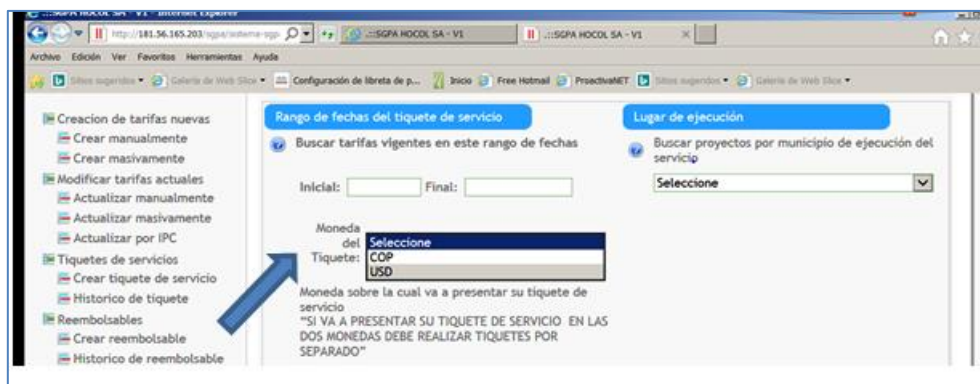 .:::SGPA HOCOL SA - V1 - Internet Explorer
http://181.56.165.203/sgpa/sistema-sgp
.:::SGPA HOCOL SA - V1
.:::SGPA HOCOL SA - V1
Archivo Edición Ver Favoritos Herramientas Ayuda
Sitios sugeridos
Galería de Web Slice
Configuración de libreta de p...
Inicio
Free Hotmail
ProactivaNET
Sitios sugeridos
Galería de Web Slice
Creacion de tarifas nuevas
Crear manualmente
Crear masivamente
Modificar tarifas actuales
Actualizar manualmente
Actualizar masivamente
Actualizar por IPC
Tiquetes de servicios
Crear tiquete de servicio
Historico de tiquete
Reembolsables
Crear reembolsable
Historico de reembolsable
Rango de fechas del tiquete de servicio
Buscar tarifas vigentes en este rango de fechas
Inicial:
Final:
Moneda
del
Tiquete:
Seleccione
COP
USD
Moneda sobre la cual va a presentar su tiquete de
servicio
"SI VA A PRESENTAR SU TIQUETE DE SERVICIO EN LAS
DOS MONEDAS DEBE REALIZAR TIQUETES POR
SEPARADO"
Lugar de ejecución
Buscar proyectos por municipio de ejecución del
servicio
Seleccione